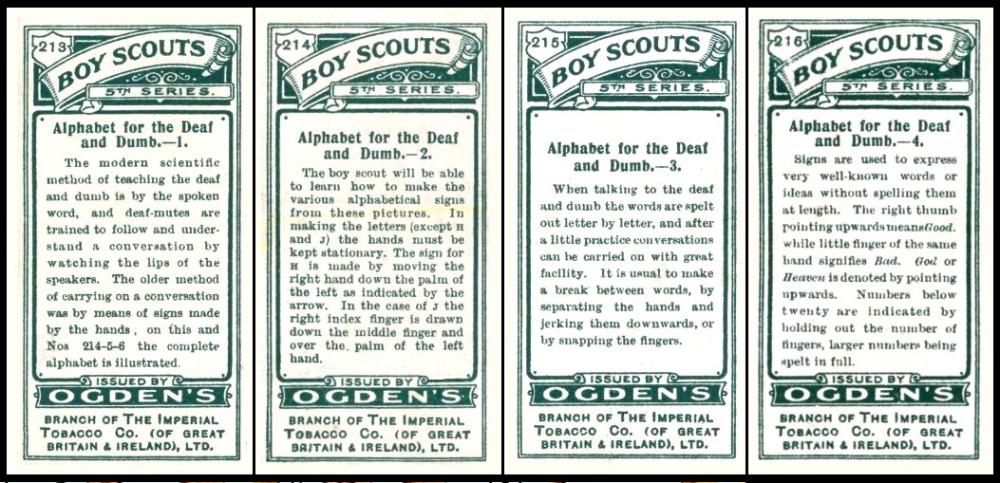 213
BOY SCOUTS
5TH SERIES.
Alphabet for the Deaf
and Dumb.—1.
The modern scientific
method of teaching the deaf
and dumb is by the spoken
word, and deaf-mutes are
trained to follow and under-
stand a conversation by
watching the lips of the
speakers. The older method
of carrying on a conversation
was by means of signs made
by the hands, on this and
Nos 214-5-6 the complete
alphabet is illustrated.
ISSUED BY
OGDEN'S
BRANCH OF THE IMPERIAL
TOBACCO CO. (OF GREAT
BRITAIN & IRELAND), LTD.
214
BOY SCOUTS
5TH SERIES.
Alphabet for the Deaf
and Dumb.—2.
The boy scout will be able
to learn how to make the
various alphabetical signs
from these pictures. In
making the letters (except H
and J) the hands must be
kept stationary. The sign for
H is made by moving the
right hand down the palm of
the left as indicated by the
arrow. In the case of J the
right index finger is drawn
down the middle finger and
over the palm of the left
hand.
ISSUED BY
OGDEN'S
BRANCH OF THE IMPERIAL
TOBACCO CO. (OF GREAT
BRITAIN & IRELAND), LTD.
215
BOY SCOUTS
5TH SERIES.
Alphabet for the Deaf
and Dumb.—3.
When talking to the deaf
and dumb the words are spelt
out letter by letter, and after
a little practice conversations
can be carried on with great
facility. It is usual to make
a break between words, by
separating the hands and
jerking them downwards, or
by snapping the fingers.
ISSUED BY
OGDEN'S
BRANCH OF THE IMPERIAL
TOBACCO CO. (OF GREAT
BRITAIN & IRELAND), LTD.
216
BOY SCOUTS
5TH SERIES.
Alphabet for the Deaf
and Dumb.—4.
Signs are used to express
very well-known words or
ideas without spelling them
at length. The right thumb
pointing upwards means Good.
while little finger of the same
hand signifies Bad. God or
Heaven is denoted by pointing
upwards. Numbers below
twenty are indicated by
holding out the number of
fingers, larger numbers being
spelt in full.
ISSUED BY
OGDEN'S
BRANCH OF THE IMPERIAL
TOBACCO CO. (OF GREAT
BRITAIN & IRELAND), LTD.